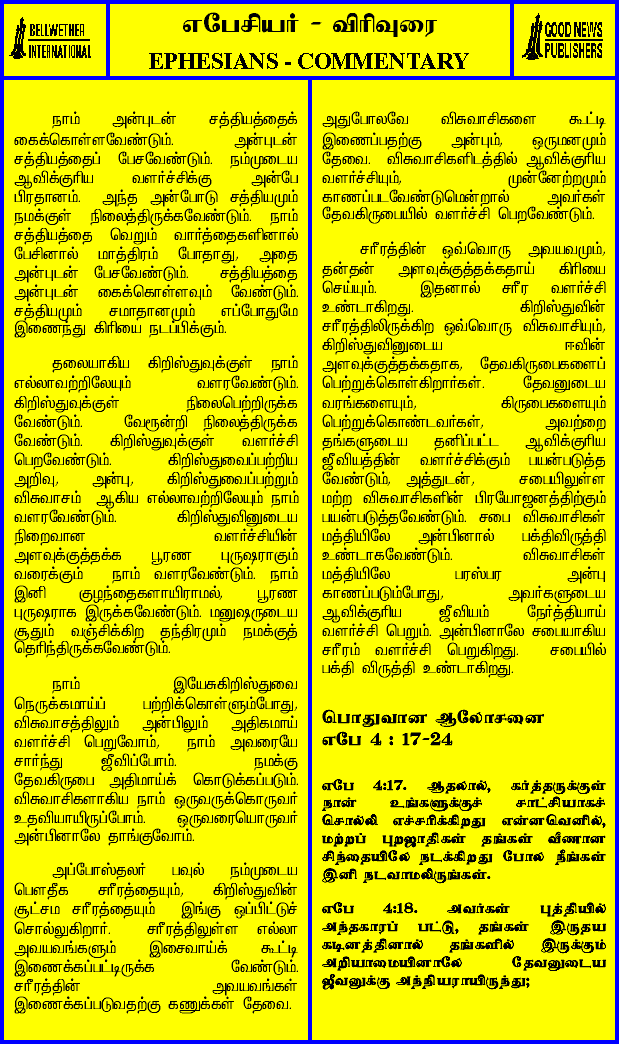 BELLWETHER
INTERNATIONAL
எபேசியர் - விரிவுரை
EPHESIANS - COMMENTARY
GOOD NEWS
PUBLISHERS
நாம் அன்புடன் சத்தியத்தைக்
கைக்கொள்ளவேண்டும். அன்புடன்
சத்தியத்தைப் பேசவேண்டும். நம்முடைய
ஆவிக்குரிய வளர்ச்சிக்கு அன்பே
பிரதானம். அந்த அன்போடு சத்தியமும்
நமக்குள் நிலைத்திருக்கவேண்டும். நாம்
சத்தியத்தை வெறும் வார்த்தைகளினால்
பேசினால் மாத்திரம் போதாது, அதை
அன்புடன் பேசவேண்டும். சத்தியத்தை
அன்புடன் கைக்கொள்ளவும் வேண்டும்.
சத்தியமும் சமாதானமும் எப்போதுமே
இணைந்து கிரியை நடப்பிக்கும்.
தலையாகிய கிறிஸ்துவுக்குள் நாம்
எல்லாவற்றிலேயும் வளரவேண்டும்.
கிறிஸ்துவுக்குள் நிலைபெற்றிருக்க
வேண்டும். வேரூன்றி நிலைத்திருக்க
வேண்டும். கிறிஸ்துவுக்குள் வளர்ச்சி
பெறவேண்டும். கிறிஸ்துவைப்பற்றிய
அறிவு, அன்பு, கிறிஸ்துவைப்பற்றும்
விசுவாசம் ஆகிய எல்லாவற்றிலேயும் நாம்
வளரவேண்டும். கிறிஸ்துவினுடைய
நிறைவான வளர்ச்சியின்
அளவுக்குத்தக்க பூரண புருஷராகும்
வரைக்கும் நாம் வளரவேண்டும். நாம்
இனி குழந்தைகளாயிராமல், பூரண
புருஷராக இருக்கவேண்டும். மனுஷருடைய
சூதும் வஞ்சிக்கிற தந்திரமும் நமக்குத்
தெரிந்திருக்கவேண்டும்.
நாம் இயேசுகிறிஸ்துவை
நெருக்கமாய்ப் பற்றிக்கொள்ளும்போது,
விசுவாசத்திலும் அன்பிலும் அதிகமாய்
வளர்ச்சி பெறுவோம், நாம் அவரையே
சார்ந்து ஜீவிப்போம். நமக்கு
தேவகிருபை அதிமாய்க் கொடுக்கப்படும்.
விசுவாசிகளாகிய நாம் ஒருவருக்கொருவர்
உதவியாயிருப்போம். ஒருவரையொருவர்
அன்பினாலே தாங்குவோம்.
அப்போஸ்தலர் பவுல் நம்முடைய
பௌதீக சரீரத்தையும், கிறிஸ்துவின்
சூட்சம சரீரத்தையும் இங்கு ஒப்பிட்டுச்
சொல்லுகிறார். சரீரத்திலுள்ள எல்லா
அவயவங்களும் இசைவாய்க் கூட்டி
இணைக்கப்பட்டிருக்க வேண்டும்.
சரீரத்தின் அவயவங்கள்
இணைக்கப்படுவதற்கு கணுக்கள் தேவை.
அதுபோலவே விசுவாசிகளை கூட்டி
இணைப்பதற்கு அன்பும், ஒருமனமும்
தேவை. விசுவாசிகளிடத்தில் ஆவிக்குரிய
வளர்ச்சியும், முன்னேற்றமும்
காணப்படவேண்டுமென்றால் அவர்கள்
தேவகிருபையில் வளர்ச்சி பெறவேண்டும்.
சரீரத்தின் ஒவ்வொரு அவயவமும்,
தன்தன் அளவுக்குத்தக்கதாய் கிரியை
செய்யும். இதனால் சரீர வளர்ச்சி
உண்டாகிறது. கிறிஸ்துவின்
சரீரத்திலிருக்கிற ஒவ்வொரு விசுவாசியும்,
கிறிஸ்துவினுடைய ஈவின்
அளவுக்குத்தக்கதாக, தேவகிருபைகளைப்
பெற்றுக்கொள்கிறார்கள். தேவனுடைய
வரங்களையும், கிருபைகளையும்
பெற்றுக்கொண்டவர்கள், அவற்றை
தங்களுடைய தனிப்பட்ட ஆவிக்குரிய
ஜீவியத்தின் வளர்ச்சிக்கும் பயன்படுத்த
வேண்டும், அத்துடன், சபையிலுள்ள
மற்ற விசுவாசிகளின் பிரயோஜனத்திற்கும்
பயன்படுத்தவேண்டும். சபை விசுவாசிகள்
மத்தியிலே அன்பினால் பக்திவிருத்தி
உண்டாகவேண்டும். விசுவாசிகள்
மத்தியிலே பரஸ்பர அன்பு
காணப்படும்போது, அவர்களுடைய
ஆவிக்குரிய ஜீவியம் நேர்த்தியாய்
வளர்ச்சி பெறும். அன்பினாலே சபையாகிய
சரீரம் வளர்ச்சி பெறுகிறது. சபையில்
பக்தி விருத்தி உண்டாகிறது.
பொதுவான ஆலோசனை
எபே 4 : 17-24
எபே 4:17. ஆதலால், கர்த்தருக்குள்
நான் உங்களுக்குச் சாட்சியாகச்
சொல்லி எச்சரிக்கிறது என்னவெனில்,
மற்றப் புறஜாதிகள் தங்கள் வீணான
சிந்தையிலே நடக்கிறது போல நீங்கள்
இனி நடவாமலிருங்கள்.
எபே 4:18. அவர்கள் புத்தியில்
அந்தகாரப் பட்டு, தங்கள் இருதய
கடினத்தினால் தங்களில் இருக்கும்
அறியாமையினாலே தேவனுடைய
ஜீவனுக்கு அந்நியராயிருந்து;